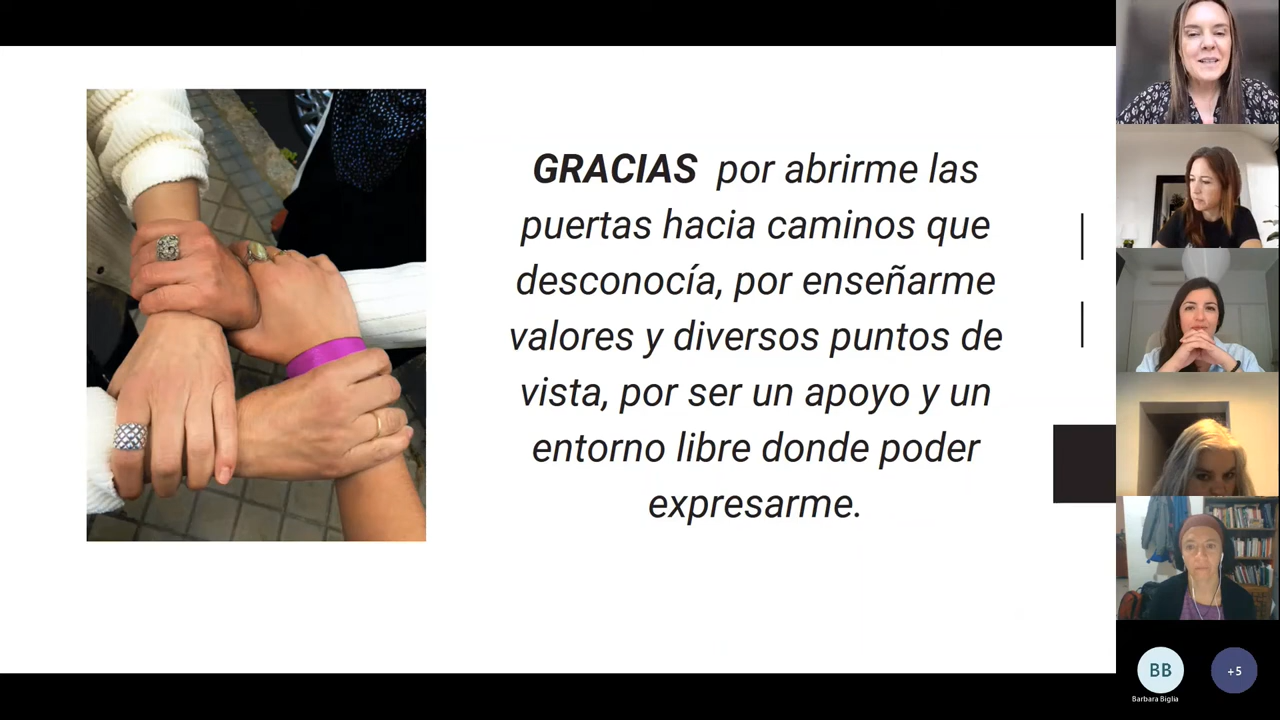 GRACIAS por abrirme las
puertas hacia caminos que
desconocía, por enseñarme
valores y diversos puntos de
vista, por ser un apoyo y un
entorno libre donde poder
expresarme.
BB
+5
Barbara Biglia